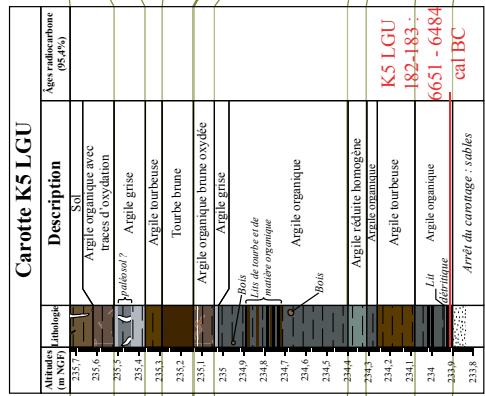 Carotte K5 LGU
Altitudes
(m NGF)
Lithologie
Description
Âges radiocarbone
(95,4%)
235,7
235,6
235,5
235,4
235,3
235,2
235,1
235
234,9
234,8
234,7
234,6
234,5
234,4
234,3
234,2
234,1
234
233,9
233,8
Sol
Argile organique avec
traces d'oxydation
paléosol ?
Argile grise
Argile tourbeuse
Tourbe brune
Argile organique brune oxydée
Argile grise
Bois
Lits de tourbe et de
matière organique
Argile organique
Bois
Argile réduite homogène
Argile organique
Argile tourbeuse
Argile organique
Lit
détritique
Arrêt du carottage : sables
K5 LGU
182-183 :
6651 - 6484
cal BC